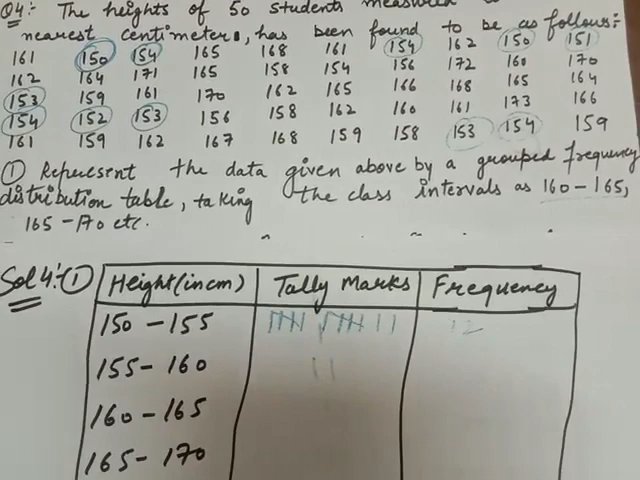 Q4:- The heights of 50 students measured to
nearest centimeters, has been found to be as follows:-
161 150 154 165 168 161 154 162 150 151
162 164 171 165 158 154 156 172 160 170
153 159 161 170 162 165 166 168 165 164
154 152 153 156 158 162 160 161 173 166
161 159 162 167 168 159 158 153 154 159
① Represent the data given above by a grouped frequency
distribution table, taking the class intervals as 160-165,
165-170 etc.
Sol 4:-① Height(in cm) Tally Marks Frequency
150-155 12
155-160
160-165
165-170